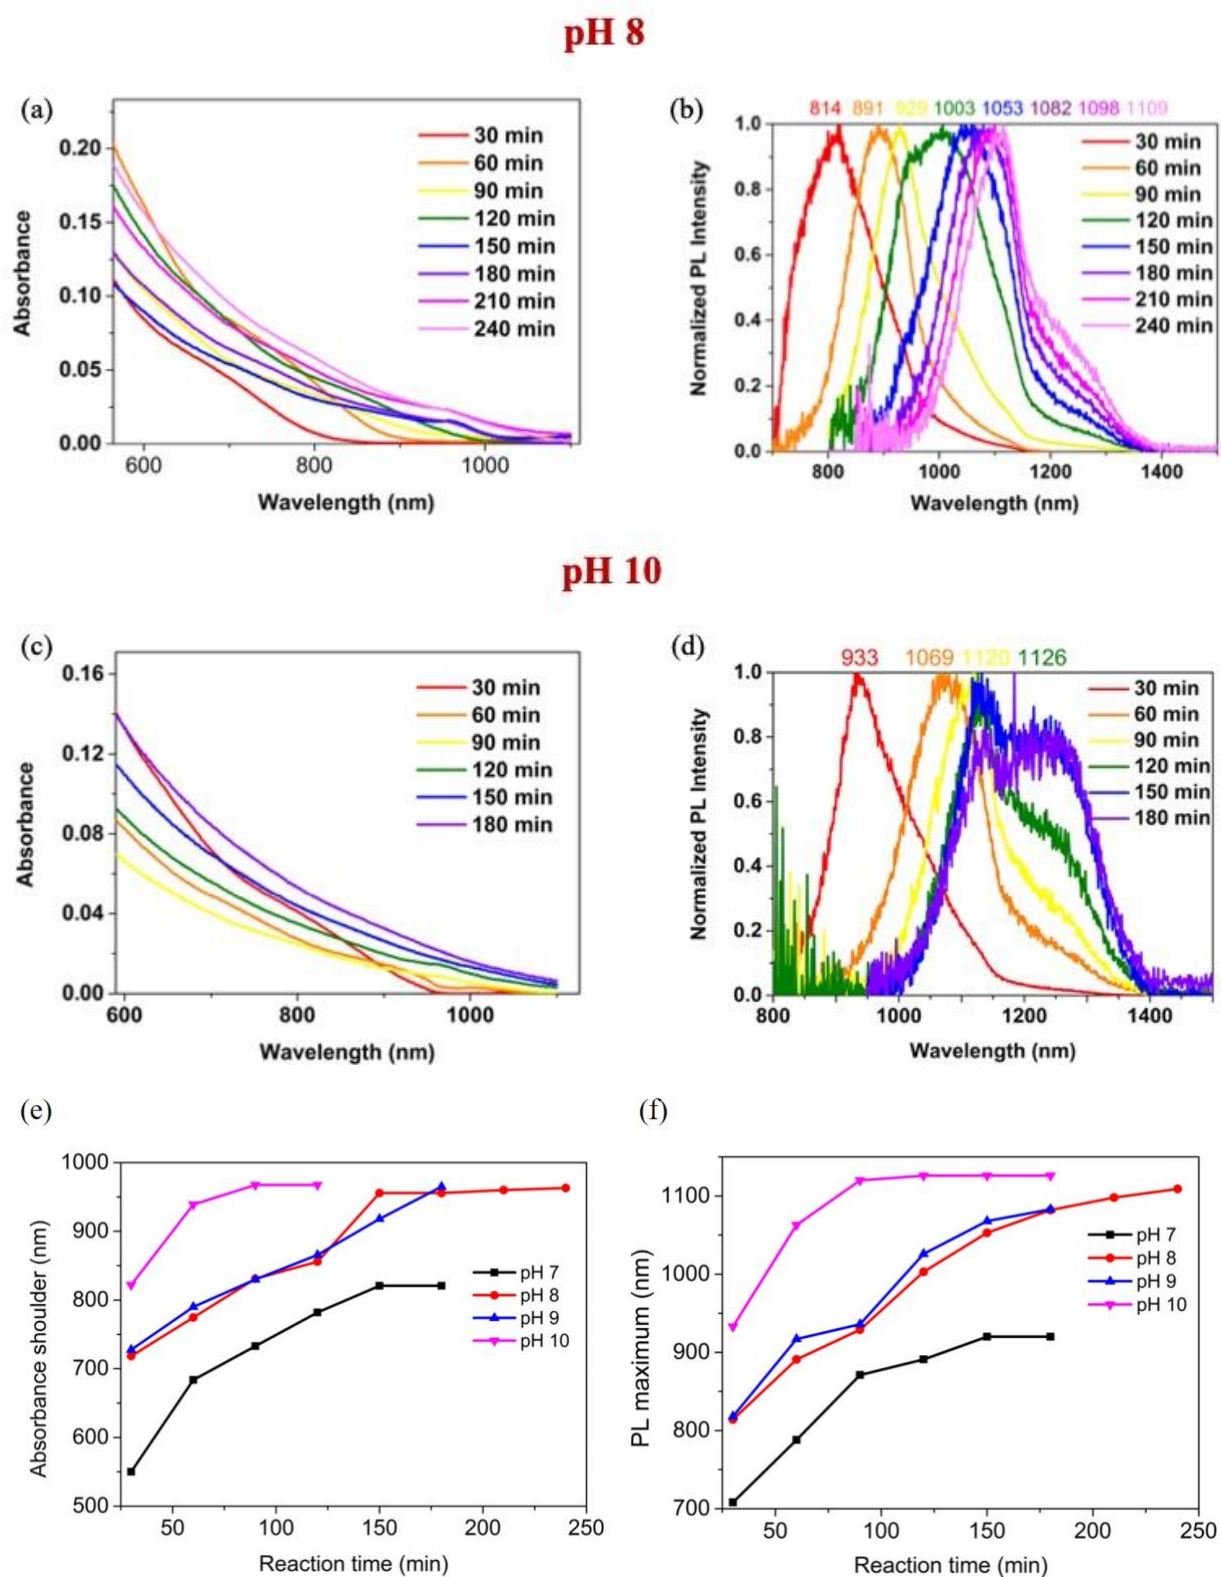 pH 8
(a)
Absorbance
0.20
0.15
0.10
0.05
0.00
600
800
1000
Wavelength (nm)
30 min
60 min
90 min
120 min
150 min
180 min
210 min
240 min
(b)
814 891 929 1003 1053 1082 1098 1109
Normalized PL Intensity
1.0
0.8
0.6
0.4
0.2
0.0
800
1000
1200
1400
Wavelength (nm)
30 min
60 min
90 min
120 min
150 min
180 min
210 min
240 min
pH 10
(c)
Absorbance
0.16
0.12
0.08
0.04
0.00
600
800
1000
Wavelength (nm)
30 min
60 min
90 min
120 min
150 min
180 min
(d)
933 1069 1120 1126
Normalized PL Intensity
1.0
0.8
0.6
0.4
0.2
0.0
800
1000
1200
1400
Wavelength (nm)
30 min
60 min
90 min
120 min
150 min
180 min
(e)
Absorbance shoulder (nm)
1000
900
800
700
600
500
50
100
150
200
250
Reaction time (min)
pH 7
pH 8
pH 9
pH 10
(f)
PL maximum (nm)
1100
1000
900
800
700
50
100
150
200
250
Reaction time (min)
pH 7
pH 8
pH 9
pH 10